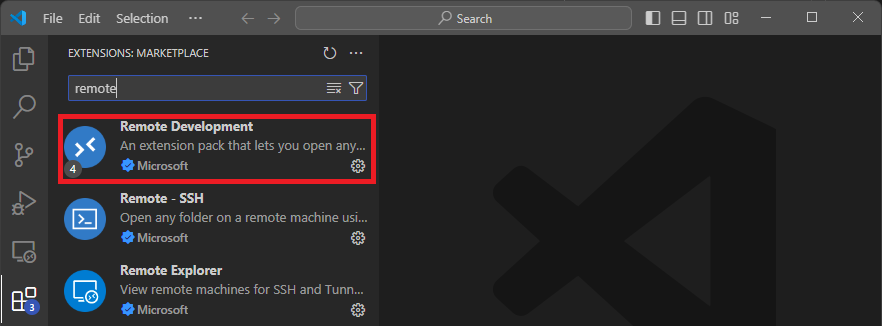 File Edit Selection ··· Search
EXTENSIONS: MARKETPLACE
remote
Remote Development
An extension pack that lets you open any...
4
Microsoft
Remote - SSH
Open any folder on a remote machine usi...
Microsoft
Remote Explorer
View remote machines for SSH and Tunn...
Microsoft
3